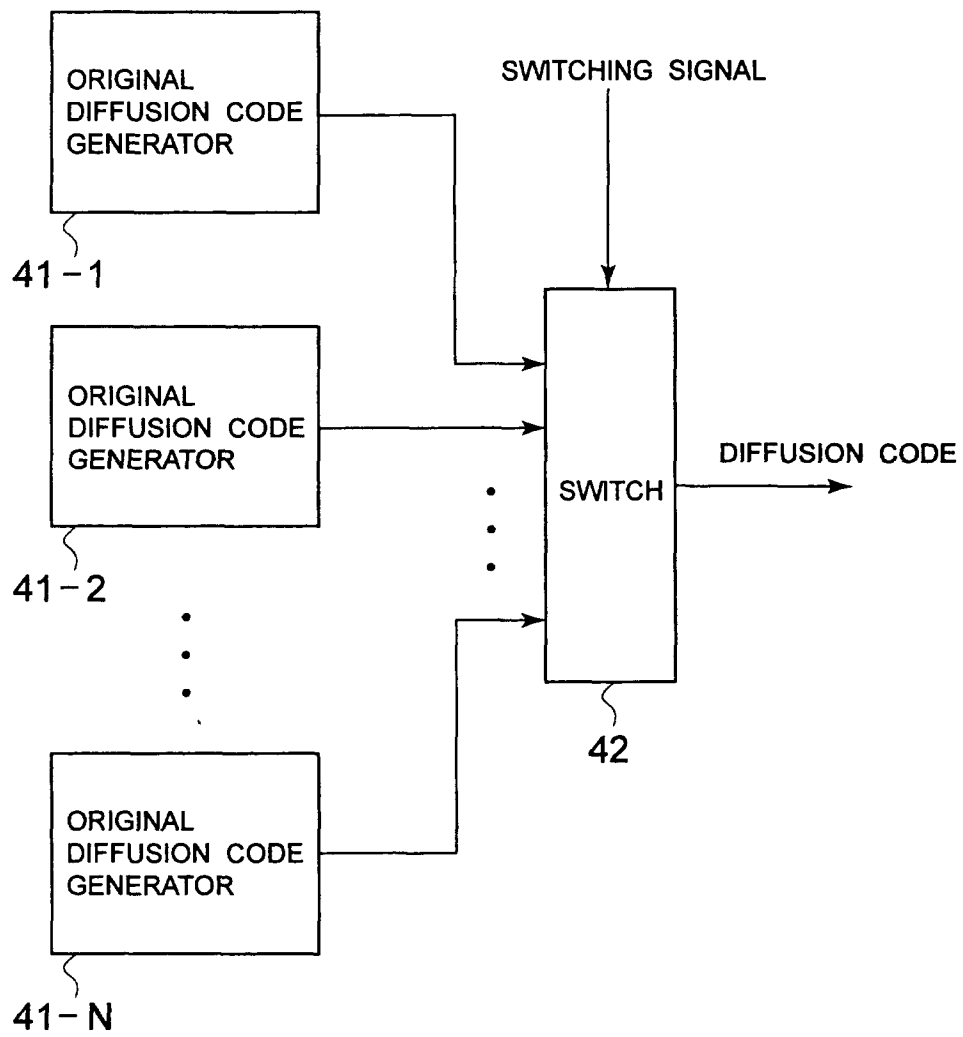 ORIGINAL
DIFFUSION CODE
GENERATOR
41-1
SWITCHING SIGNAL
ORIGINAL
DIFFUSION CODE
GENERATOR
41-2
SWITCH
DIFFUSION CODE
42
ORIGINAL
DIFFUSION CODE
GENERATOR
41-N